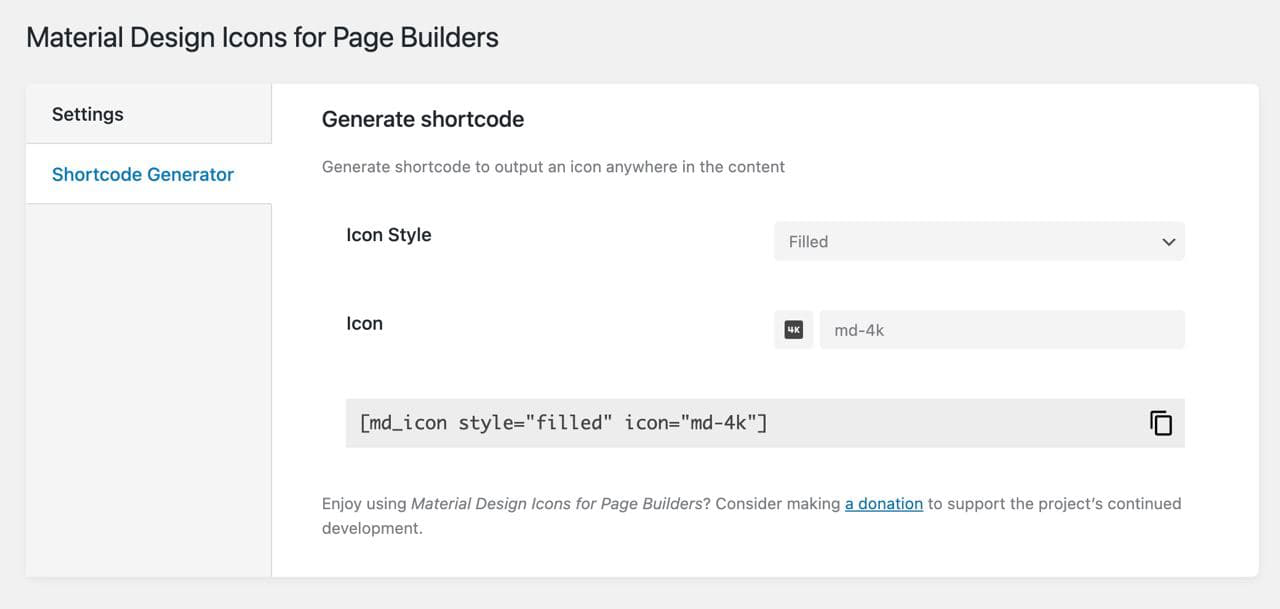 Material Design Icons for Page Builders
Settings
Shortcode Generator
Generate shortcode
Generate shortcode to output an icon anywhere in the content
Icon Style
Filled
Icon
4K
md-4k
[md_icon style="filled" icon="md-4k"]
Enjoy using Material Design Icons for Page Builders? Consider making a donation to support the project's continued
development.